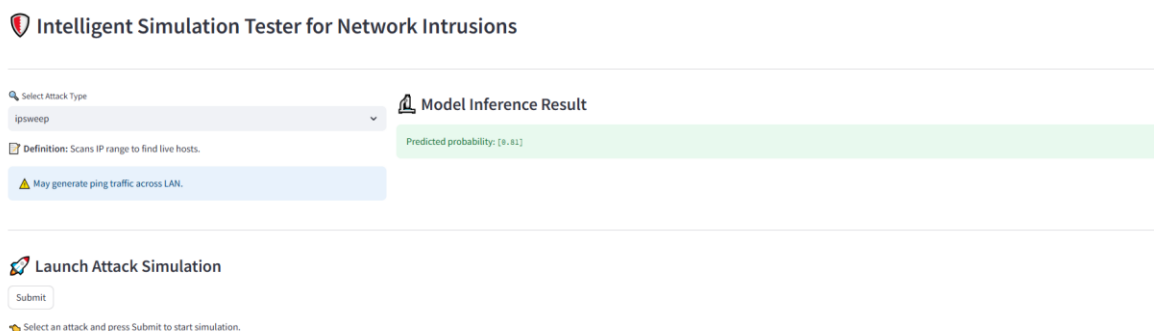 Intelligent Simulation Tester for Network Intrusions
Select Attack Type
ipsweep
Definition: Scans IP range to find live hosts.
May generate ping traffic across LAN.
Model Inference Result
Predicted probability: [0.81]
Launch Attack Simulation
Submit
Select an attack and press Submit to start simulation.